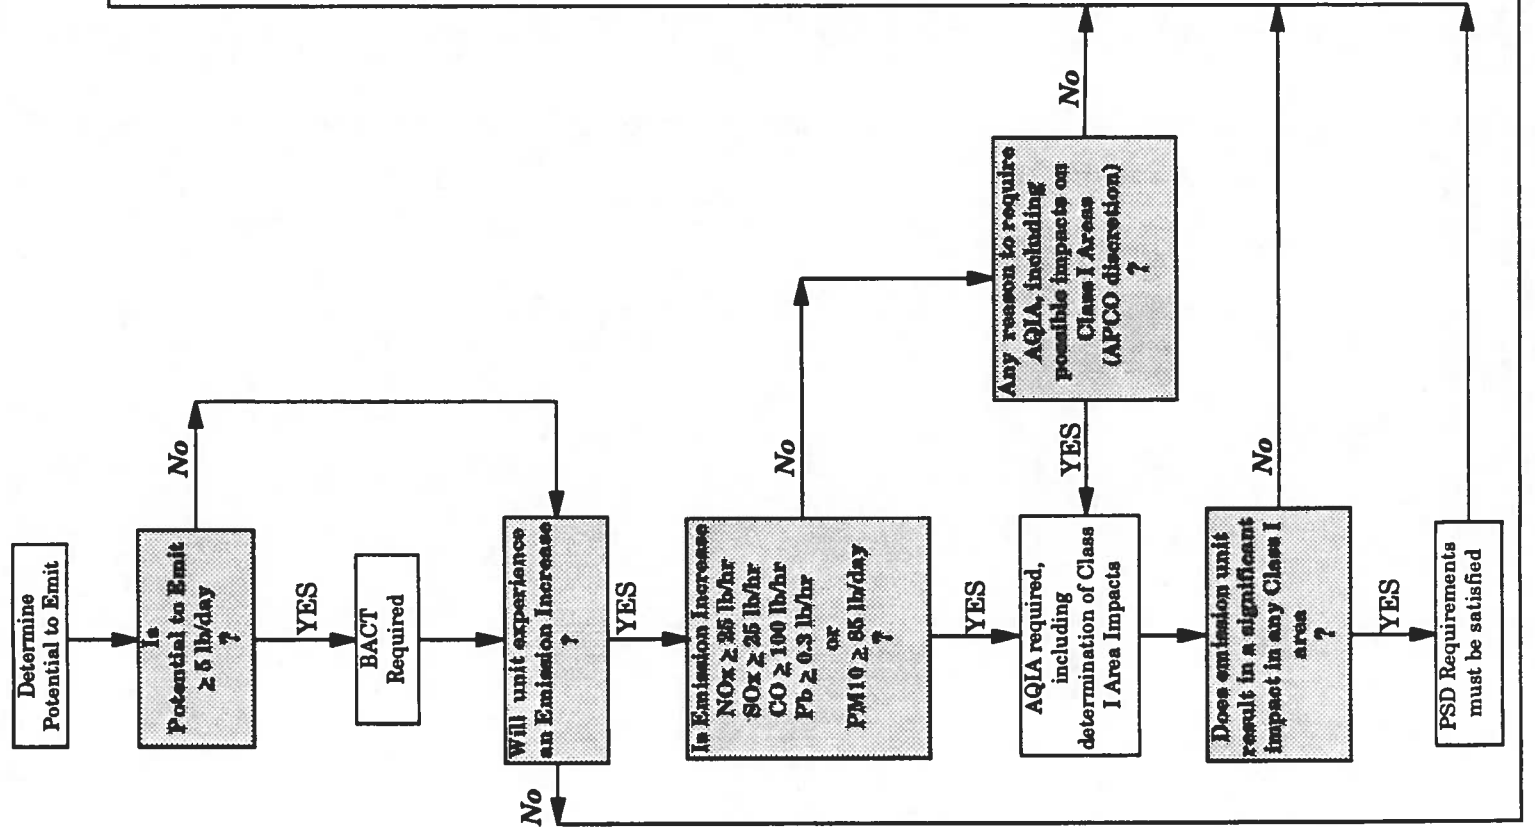 Determine
Potential to Emit
Is
Potential to Emit
≥ 5 lb/day
?
No
YES
BACT
Required
Will unit experience
an Emission Increase
?
No
YES
Is Emission Increase
NOx ≥ 25 lb/hr
SOx ≥ 25 lb/hr
CO ≥ 100 lb/hr
Pb ≥ 0.3 lb/hr
or
PM10 ≥ 85 lb/day
?
No
YES
Any reason to require
AQIA, including
possible impacts on
Class I Areas
(APCO discretion)
?
No
YES
AQIA required,
including
determination of Class
I Area Impacts
Does emission unit
result in a significant
impact in any Class I
area
?
No
YES
PSD Requirements
must be satisfied